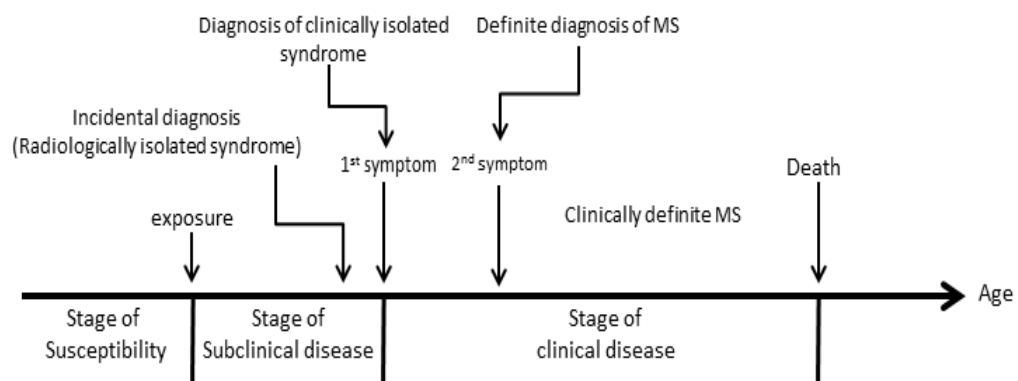 Diagnosis of clinically isolated
syndrome
Definite diagnosis of MS
Incidental diagnosis
(Radiologically isolated syndrome)
1st symptom
2nd symptom
Death
exposure
Clinically definite MS
Age
Stage of
Susceptibility
Stage of
Subclinical disease
Stage of
clinical disease